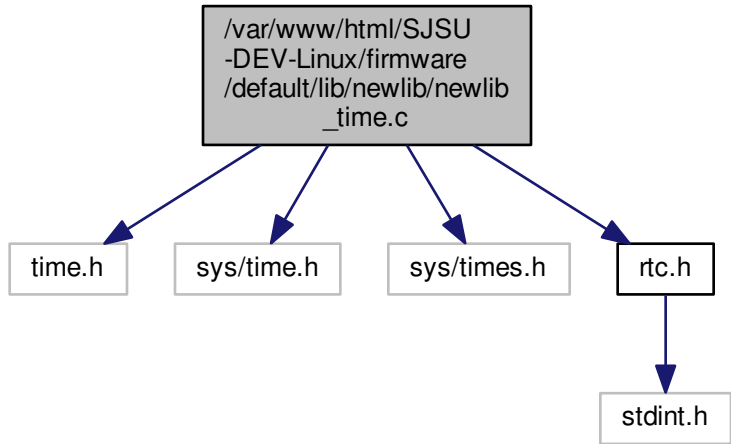 /var/www/html/SJSU
-DEV-Linux/firmware
/default/lib/newlib/newlib
_time.c
time.h
sys/time.h
sys/times.h
rtc.h
stdint.h